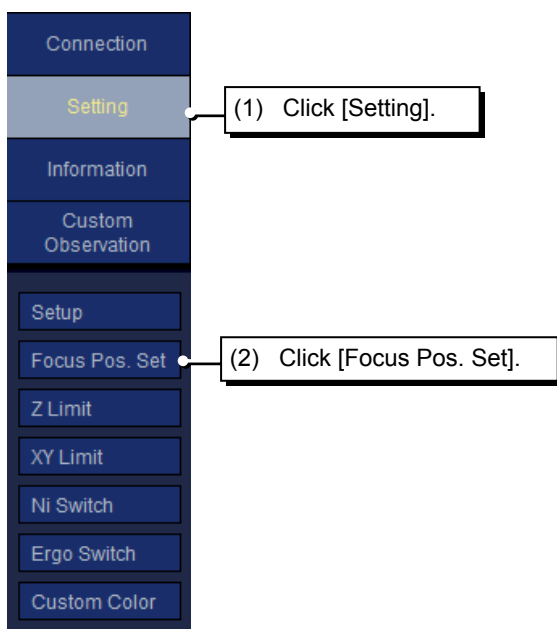 Connection
Setting
(1) Click [Setting].
Information
Custom
Observation
Setup
Focus Pos. Set
(2) Click [Focus Pos. Set].
Z Limit
XY Limit
Ni Switch
Ergo Switch
Custom Color